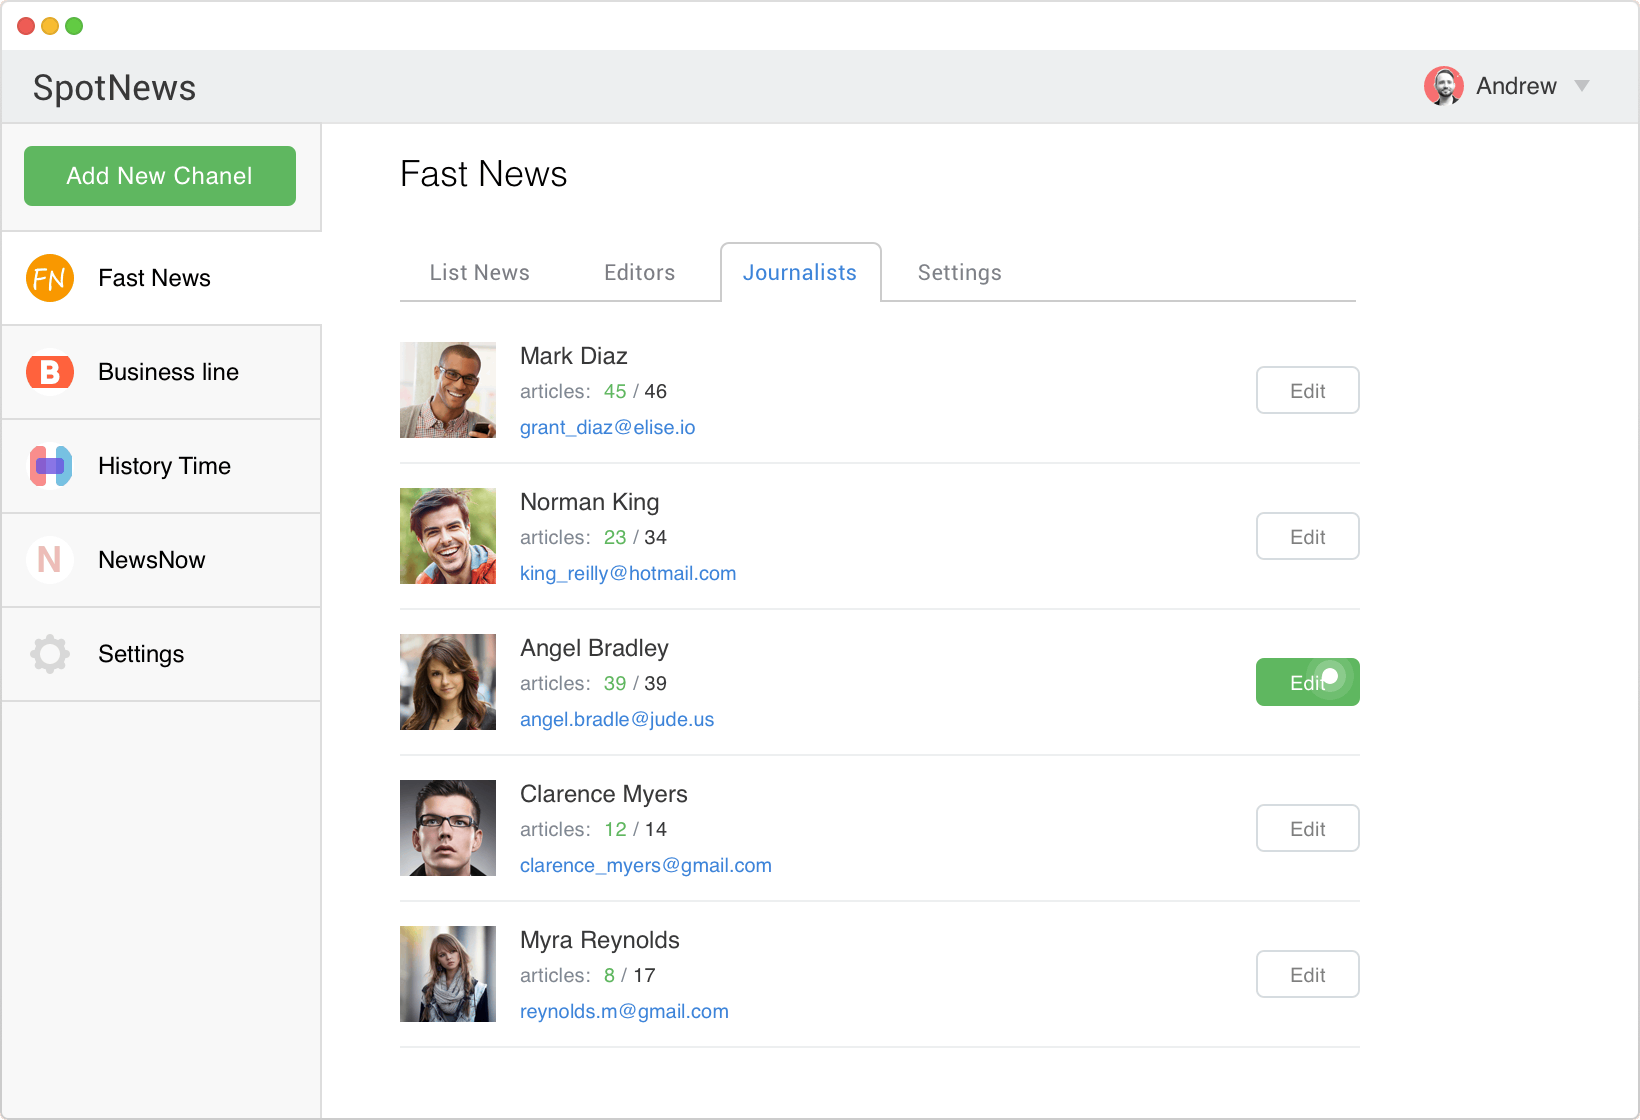 SpotNews
Andrew
Add New Chanel
FN
Fast News
B
Business line
History Time
N
NewsNow
Settings
Fast News
List News
Editors
Journalists
Settings
Mark Diaz
articles: 45 / 46
grant_diaz@elise.io
Edit
Norman King
articles: 23 / 34
king_reilly@hotmail.com
Edit
Angel Bradley
articles: 39 / 39
angel.bradle@jude.us
Edit
Clarence Myers
articles: 12 / 14
clarence_myers@gmail.com
Edit
Myra Reynolds
articles: 8 / 17
reynolds.m@gmail.com
Edit